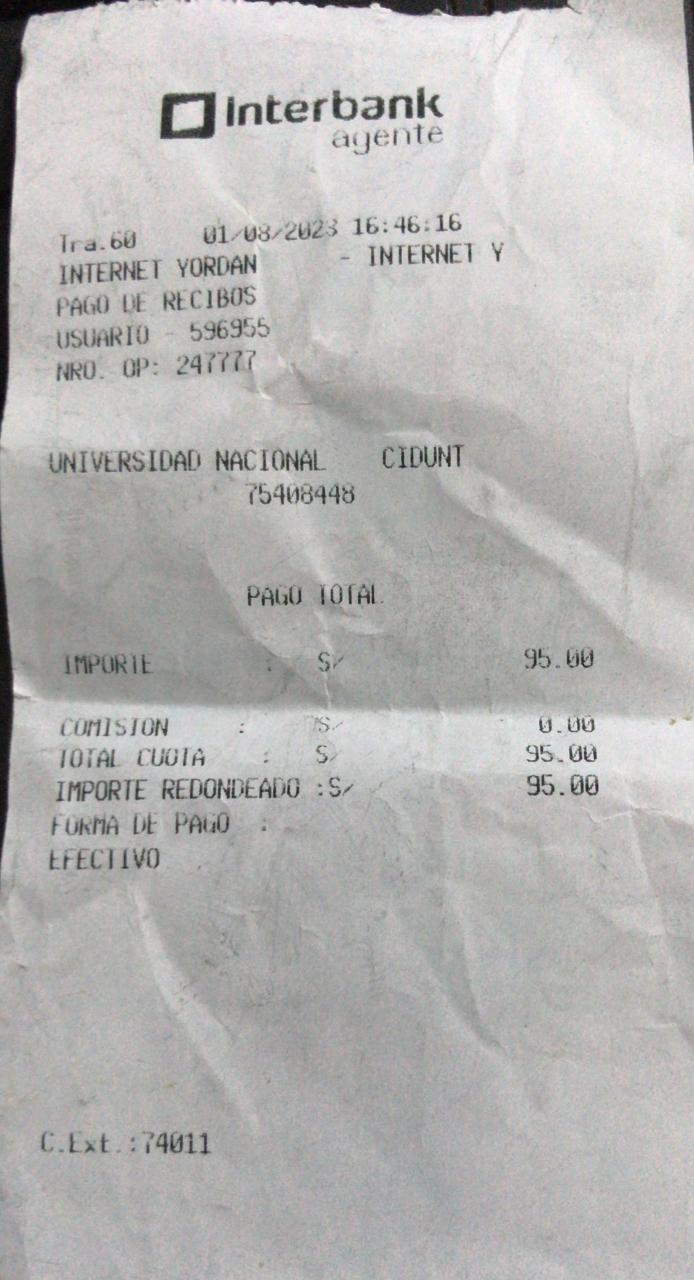 Interbank
agente
Tra.60 01/08/2023 16:46:16
INTERNET YORDAN - INTERNET Y
PAGO DE RECIBOS
USUARIO - 596955
NRO. OP: 247777
UNIVERSIDAD NACIONAL CIDUNT
75408448
PAGO TOTAL
IMPORTE : S/ 95.00
COMISION : S/ 0.00
TOTAL CUOTA : S/ 95.00
IMPORTE REDONDEADO :S/ 95.00
FORMA DE PAGO :
EFECTIVO
C.Ext.:74011